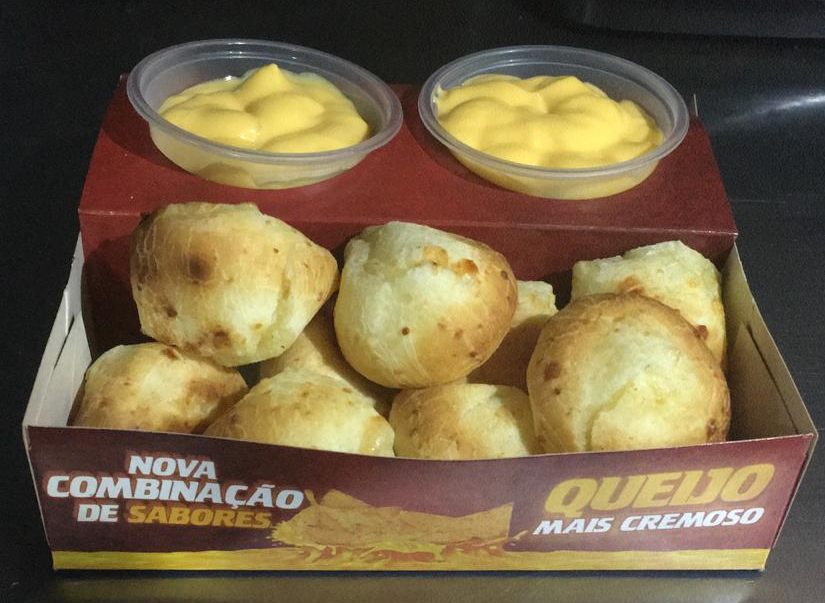 NOVA
COMBINAÇÃO
DE SABORES
QUEIJO
MAIS CREMOSO